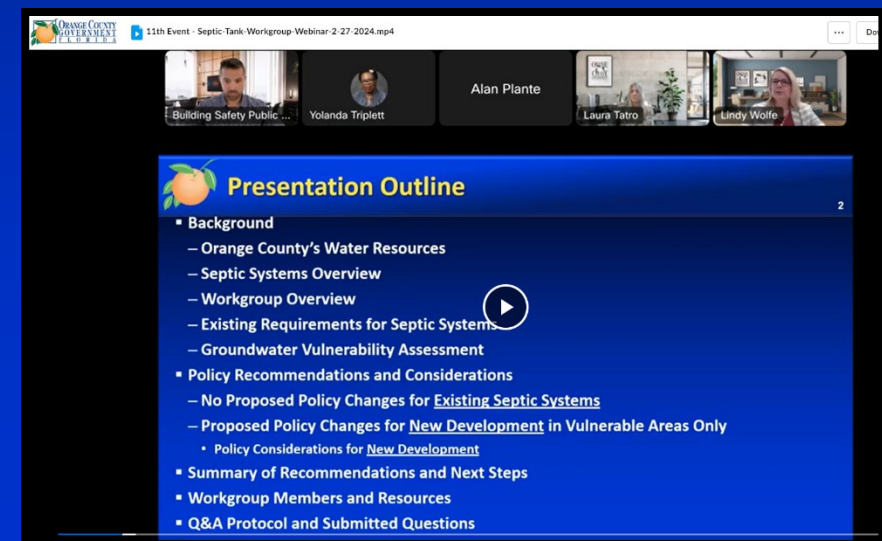 ORANGE COUNTY
GOVERNMENT
FLORIDA
11th Event - Septic-Tank-Workgroup-Webinar-2-27-2024.mp4
...
Do
Building Safety Public ...
Yolanda Triplett
Alan Plante
Laura Tatro
Lindy Wolfe
Presentation Outline
2
▪ Background
– Orange County's Water Resources
– Septic Systems Overview
– Workgroup Overview
– Existing Requirements for Septic Systems
– Groundwater Vulnerability Assessment
▪ Policy Recommendations and Considerations
– No Proposed Policy Changes for Existing Septic Systems
– Proposed Policy Changes for New Development in Vulnerable Areas Only
• Policy Considerations for New Development
▪ Summary of Recommendations and Next Steps
▪ Workgroup Members and Resources
▪ Q&A Protocol and Submitted Questions